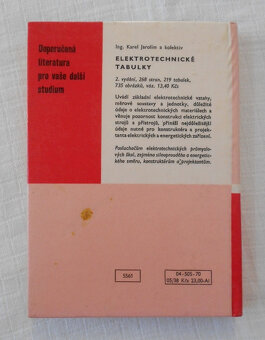 Doporučená
literatura
pro vaše další
studium
Ing. Karel Jarolím a kolektiv
ELEKTROTECHNICKÉ
TABULKY
2. vydání, 268 stran, 219 tabulek,
735 obrázků, váz. 13,40 Kčs
Uvádí základní elektrotechnické vztahy,
měrové soustavy a jednotky, důležité
údaje o elektrotechnických materiálech a
věnuje pozornost konstrukci elektrických
strojů a přístrojů, přináší nejdůležitější
údaje nutné pro konstruktéra a projek-
tanta elektrických a energetických zařízení.
Posluchačům elektrotechnických průmyslo-
vých škol, zejména silnoproudého a energetic-
kého směru, konstruktérům a projektantům.
5561
04-505-70
05/38 Kčs 23,00-AI